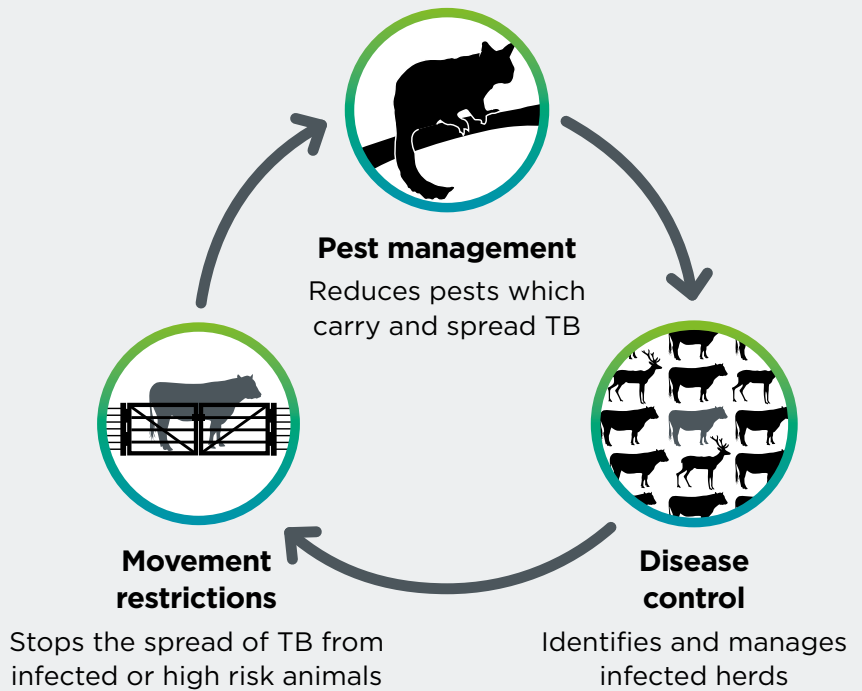 Pest management
Reduces pests which
carry and spread TB
Disease
control
Identifies and manages
infected herds
Movement
restrictions
Stops the spread of TB from
infected or high risk animals